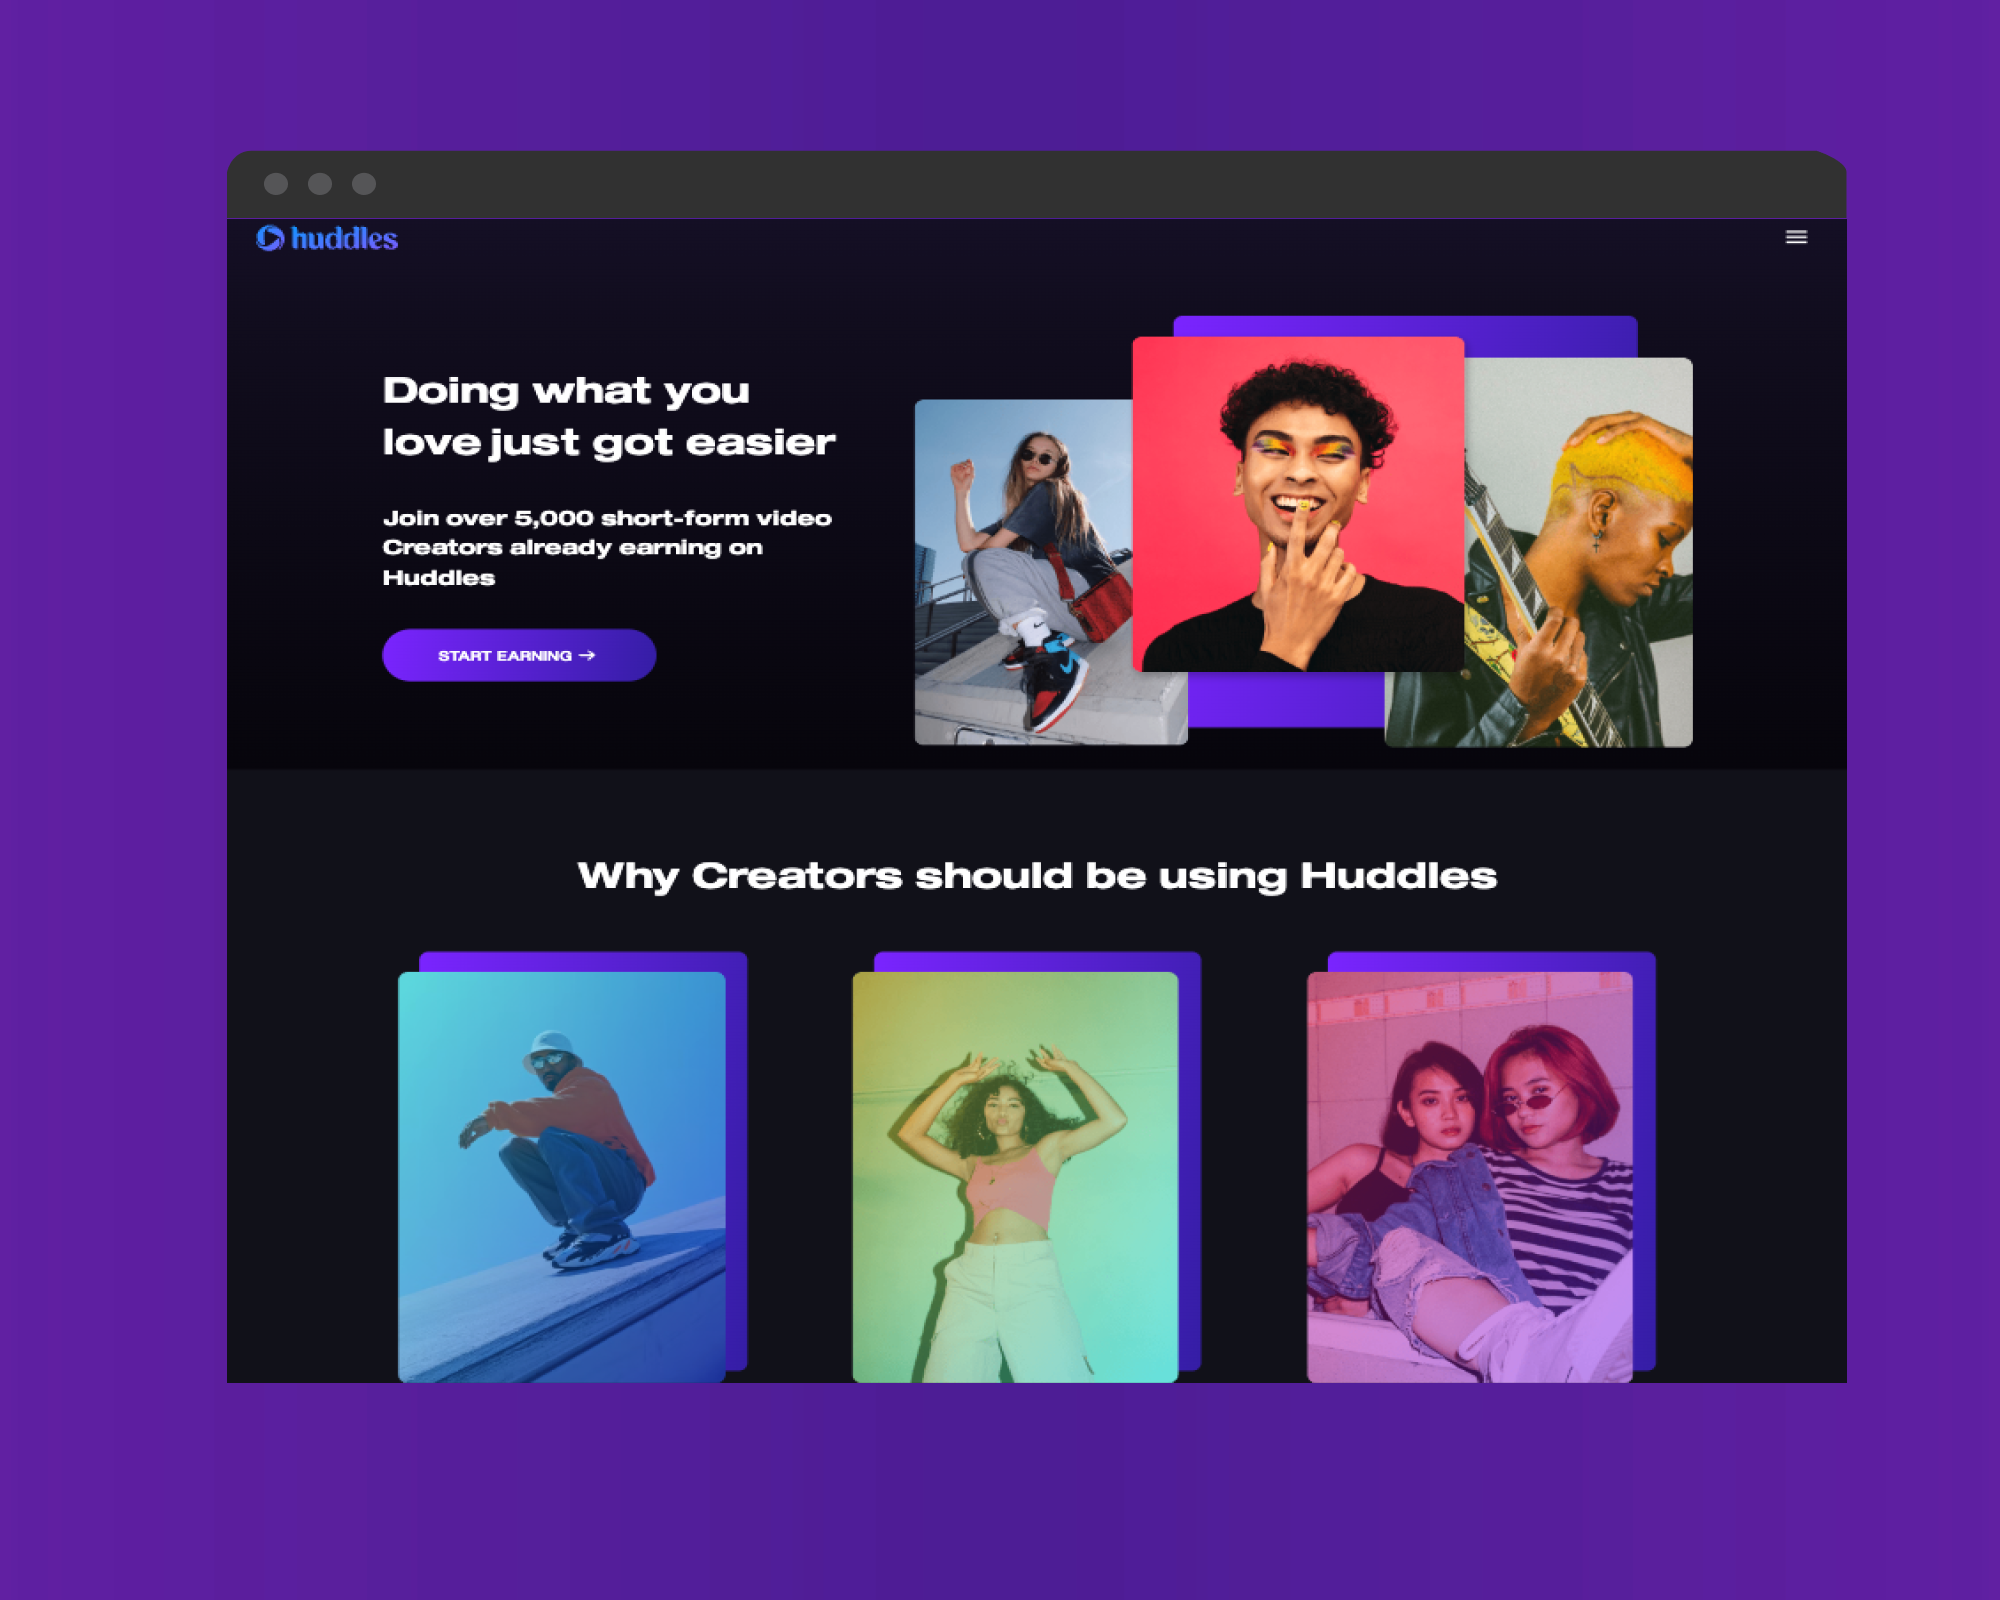 huddles
Doing what you
love just got easier
Join over 5,000 short-form video
Creators already earning on
Huddles
START EARNING →
Why Creators should be using Huddles